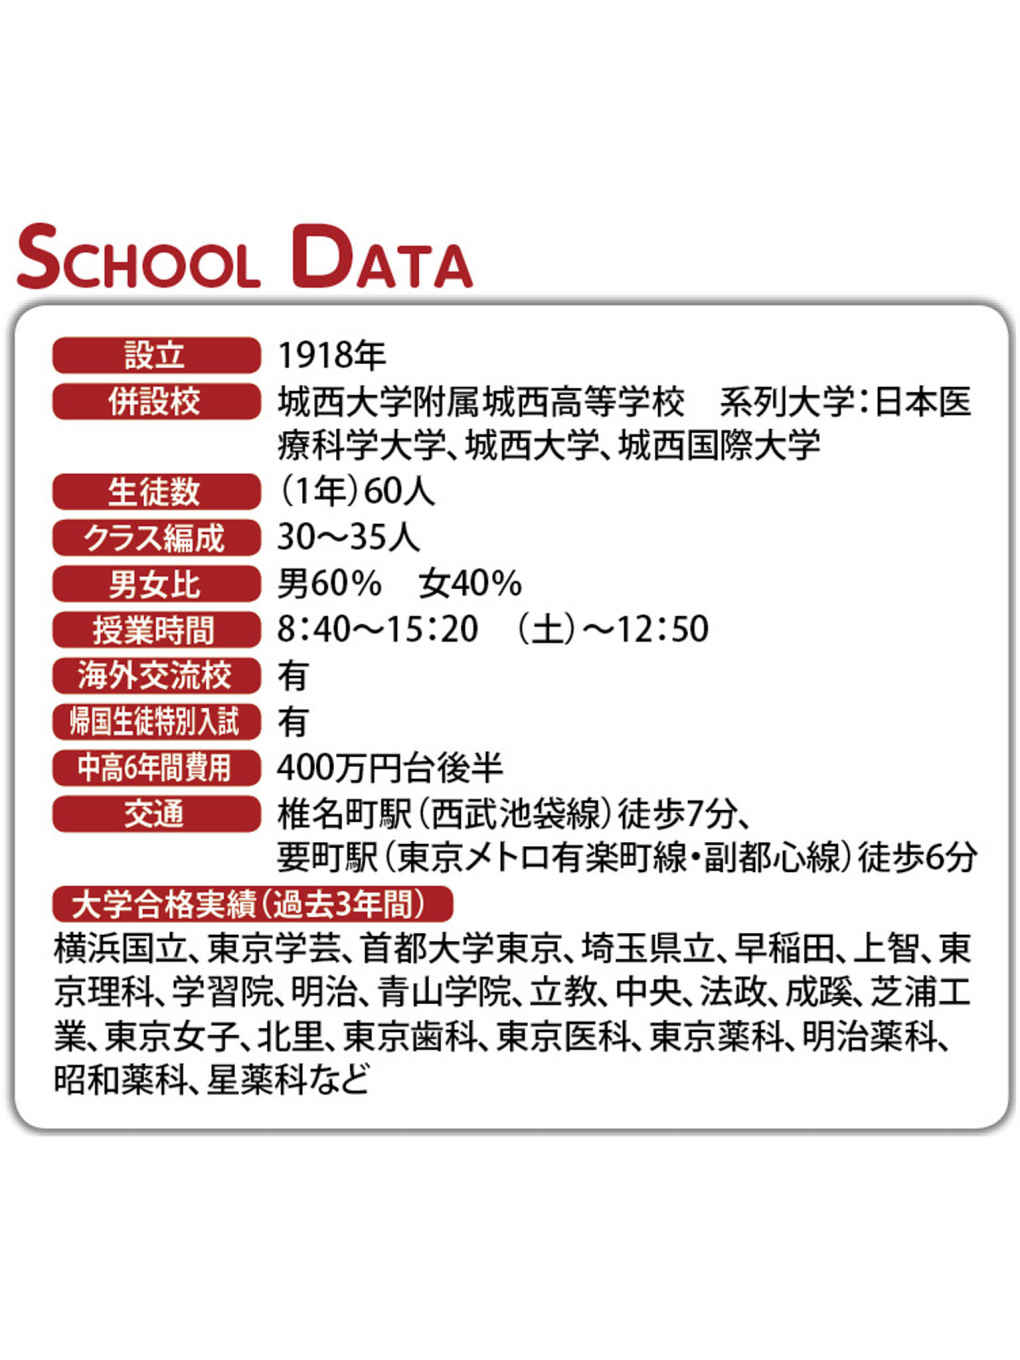 SCHOOL DATA
設立 1918年
併設校 城西大学附属城西高等学校 系列大学：日本医
療科学大学、城西大学、城西国際大学
生徒数 （1年）60人
クラス編成 30～35人
男女比 男60% 女40%
授業時間 8：40～15：20 （土）～12：50
海外交流校 有
帰国生徒特別入試 有
中高6年間費用 400万円台後半
交通 椎名町駅（西武池袋線）徒歩7分、
要町駅（東京メトロ有楽町線・副都心線）徒歩6分
大学合格実績（過去3年間）
横浜国立、東京学芸、首都大学東京、埼玉県立、早稲田、上智、東
京理科、学習院、明治、青山学院、立教、中央、法政、成蹊、芝浦工
業、東京女子、北里、東京歯科、東京医科、東京薬科、明治薬科、
昭和薬科、星薬科など